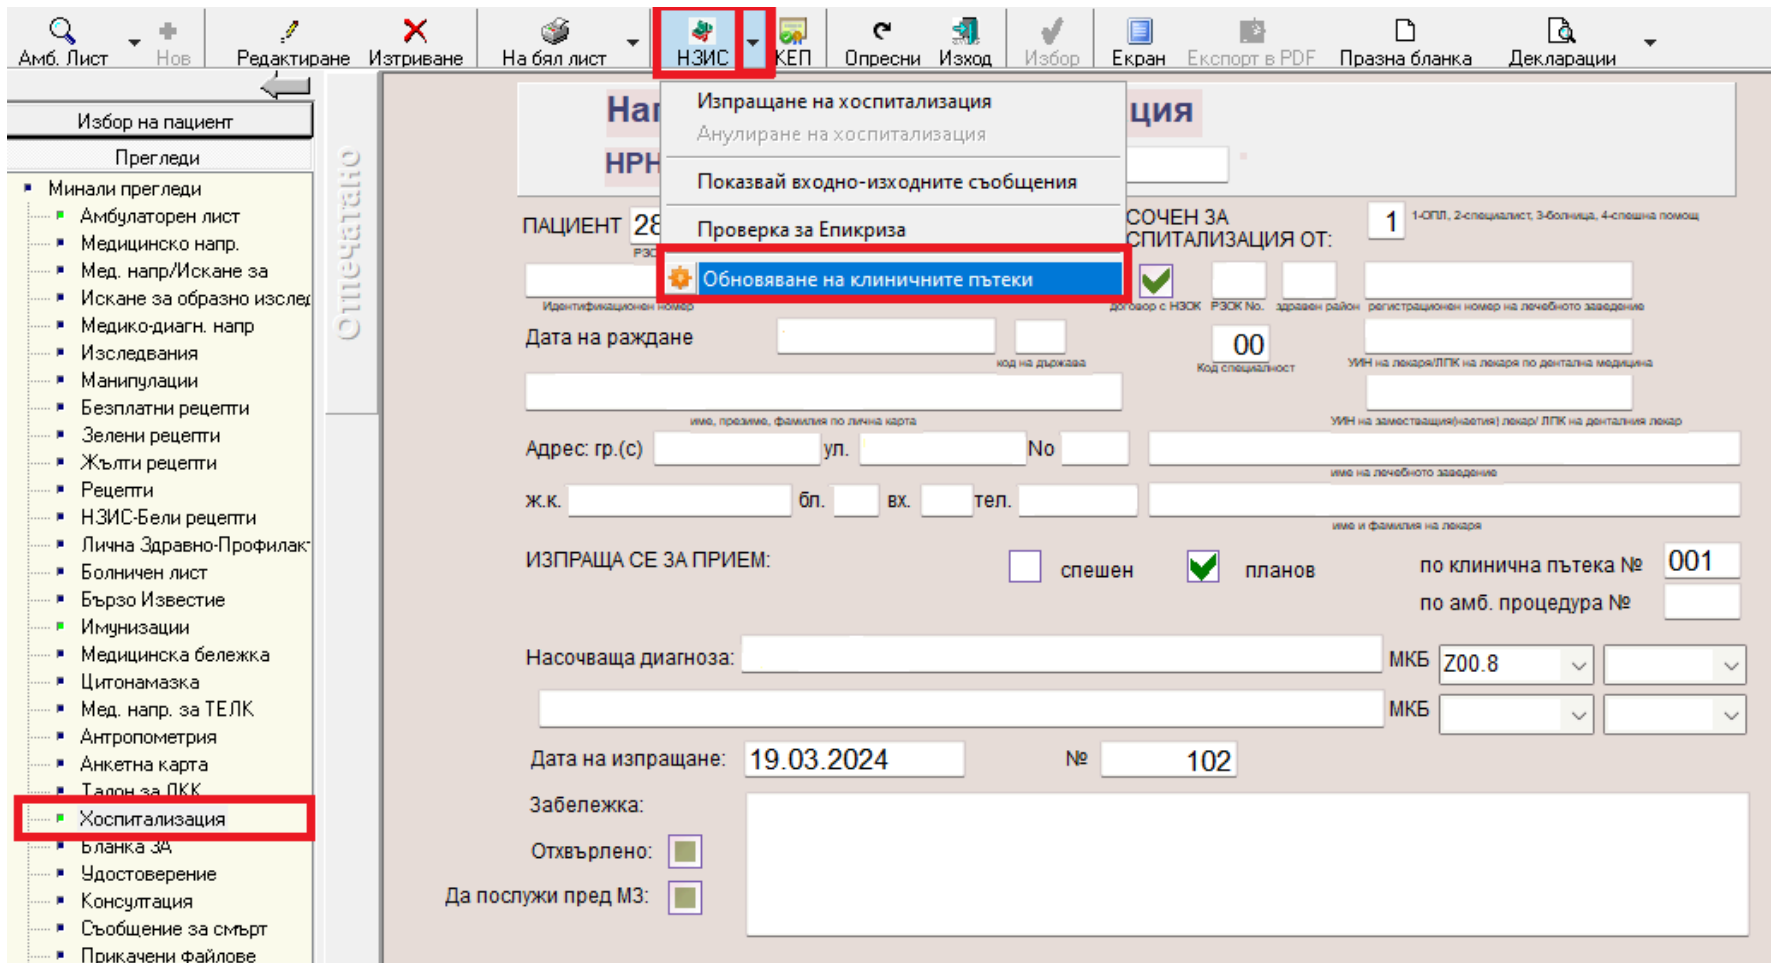 Амб. Лист Нов Редактиране Изтриване На бял лист НЗИС КЕП Опресни Изход Избор Екран Експорт в PDF Празна бланка Декларации
Избор на пациент
Прегледи
Минали прегледи
Амбулаторен лист
Медицинско напр.
Мед. напр/Искане за
Искане за образно изслед
Медико-диагн. напр
Изследвания
Манипулации
Безплатни рецепти
Зелени рецепти
Жълти рецепти
Рецепти
НЗИС-Бели рецепти
Лична Здравно-Профилак
Болничен лист
Бързо Известие
Имунизации
Медицинска бележка
Цитонамазка
Мед. напр. за ТЕЛК
Антропометрия
Анкетна карта
Талон за ЛКК
Хоспитализация
Бланка 3А
Удостоверение
Консултация
Съобщение за смърт
Прикачени файлове
Отпечатано
Изпращане на хоспитализация
Анулиране на хоспитализация
Показвай входно-изходните съобщения
Проверка за Епикриза
Обновяване на клиничните пътеки
Нап ция
НРН
ПАЦИЕНТ 28
РЗО
СОЧЕН ЗА
СПИТАЛИЗАЦИЯ ОТ:
1 1-ОПЛ, 2-специалист, 3-болница, 4-спешна помощ
Идентификационен номер
договор с НЗОК РЗОК No. здравен район регистрационен номер на лечебното заведение
Дата на раждане
код на държава
00
Код специалност
УИН на лекаря/ЛПК на лекаря по дентална медицина
име, презиме, фамилия по лична карта
УИН на заместващия(наетия) лекар/ ЛПК на денталния лекар
Адрес: гр.(с) ул. No
име на лечебното заведение
ж.к. бл. вх. тел.
име и фамилия на лекаря
ИЗПРАЩА СЕ ЗА ПРИЕМ: спешен планов по клинична пътека № 001
по амб. процедура №
Насочваща диагноза: МКБ Z00.8
МКБ
Дата на изпращане: 19.03.2024 № 102
Забележка:
Отхвърлено:
Да послужи пред МЗ: